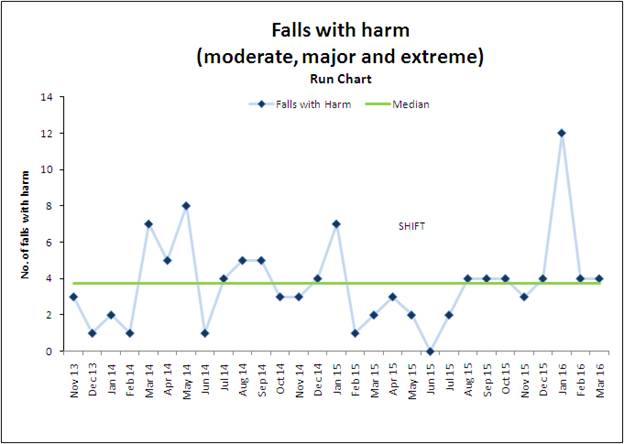 Falls with harm
(moderate, major and extreme)
Run Chart
Falls with Harm
Median
No. of falls with harm
14
12
10
8
6
4
2
0
SHIFT
Nov 13
Dec 13
Jan 14
Feb 14
Mar 14
Apr 14
May 14
Jun 14
Jul 14
Aug 14
Sep 14
Oct 14
Nov 14
Dec 14
Jan 15
Feb 15
Mar 15
Apr 15
May 15
Jun 15
Jul 15
Aug 15
Sep 15
Oct 15
Nov 15
Dec 15
Jan 16
Feb 16
Mar 16